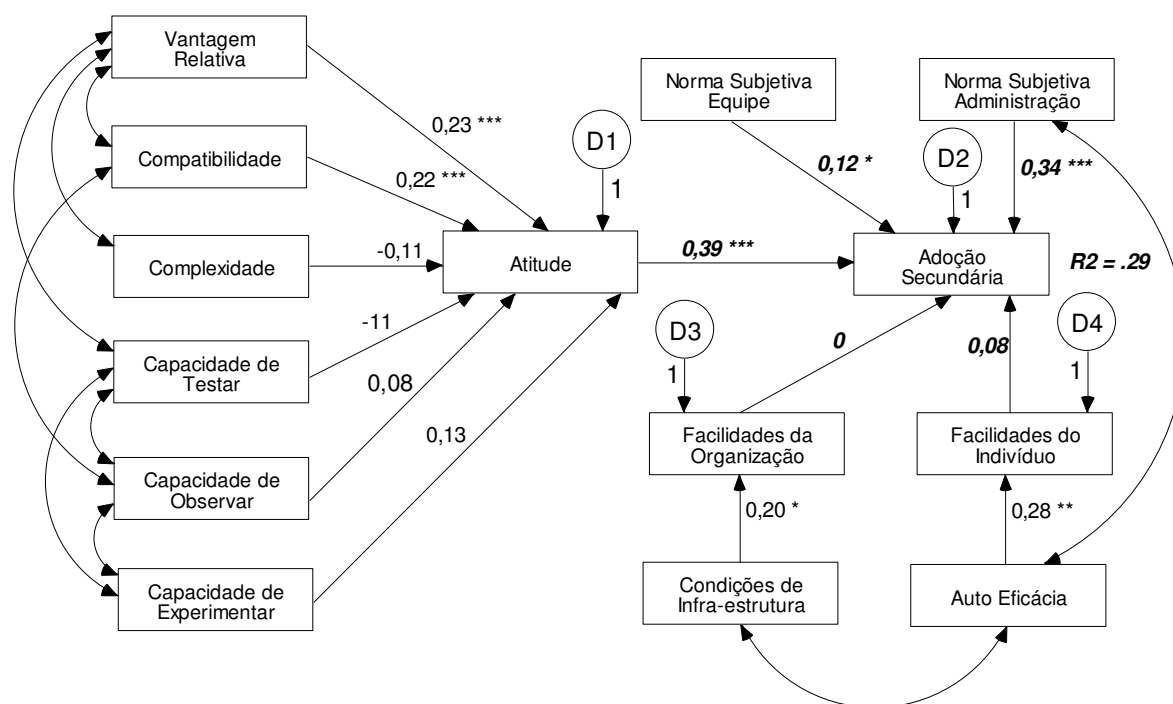 Vantagem
Relativa
Compatibilidade
Complexidade
Capacidade de
Testar
Capacidade de
Observar
Capacidade de
Experimentar
0,23 ***
0,22 ***
-0,11
-11
0,08
0,13
D1
1
Atitude
0,39 ***
Norma Subjetiva
Equipe
0,12 *
Norma Subjetiva
Administração
0,34 ***
D2
1
Adoção
Secundária
R2 = .29
D3
1
0
0,08
D4
1
Facilidades da
Organização
Facilidades do
Indivíduo
0,20 *
0,28 **
Condições de
Infra-estrutura
Auto Eficácia